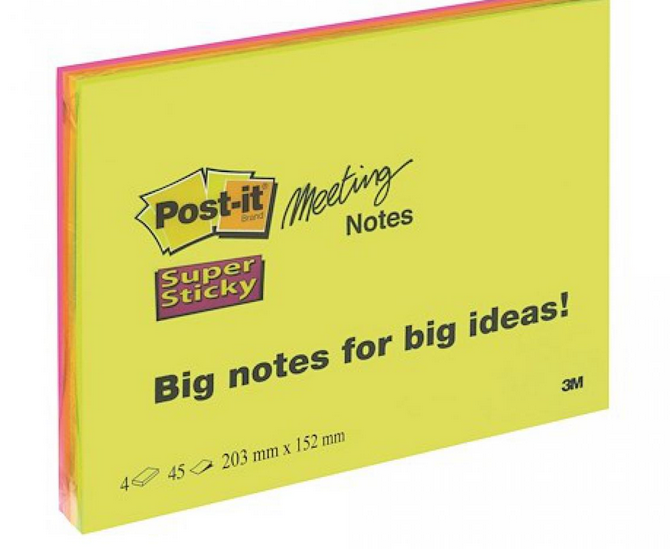 Post-it®
Brand
Meeting
Notes
Super
Sticky
Big notes for big ideas!
3M
4 45 203 mm x 152 mm